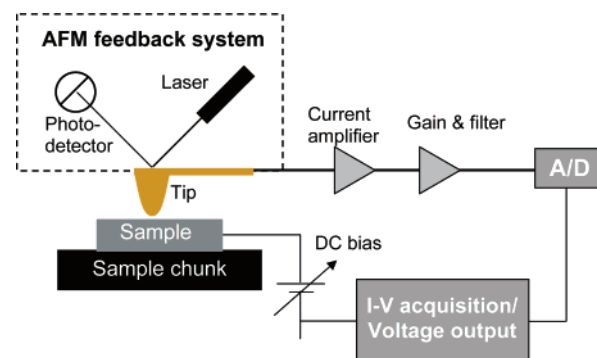 AFM feedback system
Laser
Photo-
detector
Tip
Current
amplifier
Gain & filter
A/D
Sample
Sample chunk
DC bias
I-V acquisition/
Voltage output